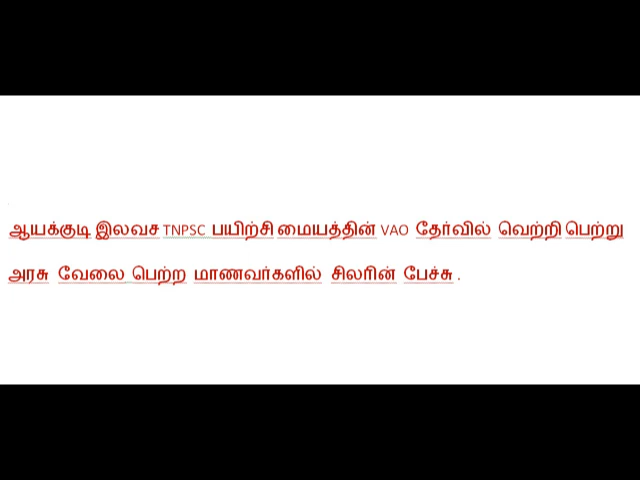 ஆயக்குடி இலவச TNPSC பயிற்சி மையத்தின் VAO தேர்வில் வெற்றி பெற்று
அரசு வேலை பெற்ற மாணவர்களில் சிலரின் பேச்சு .